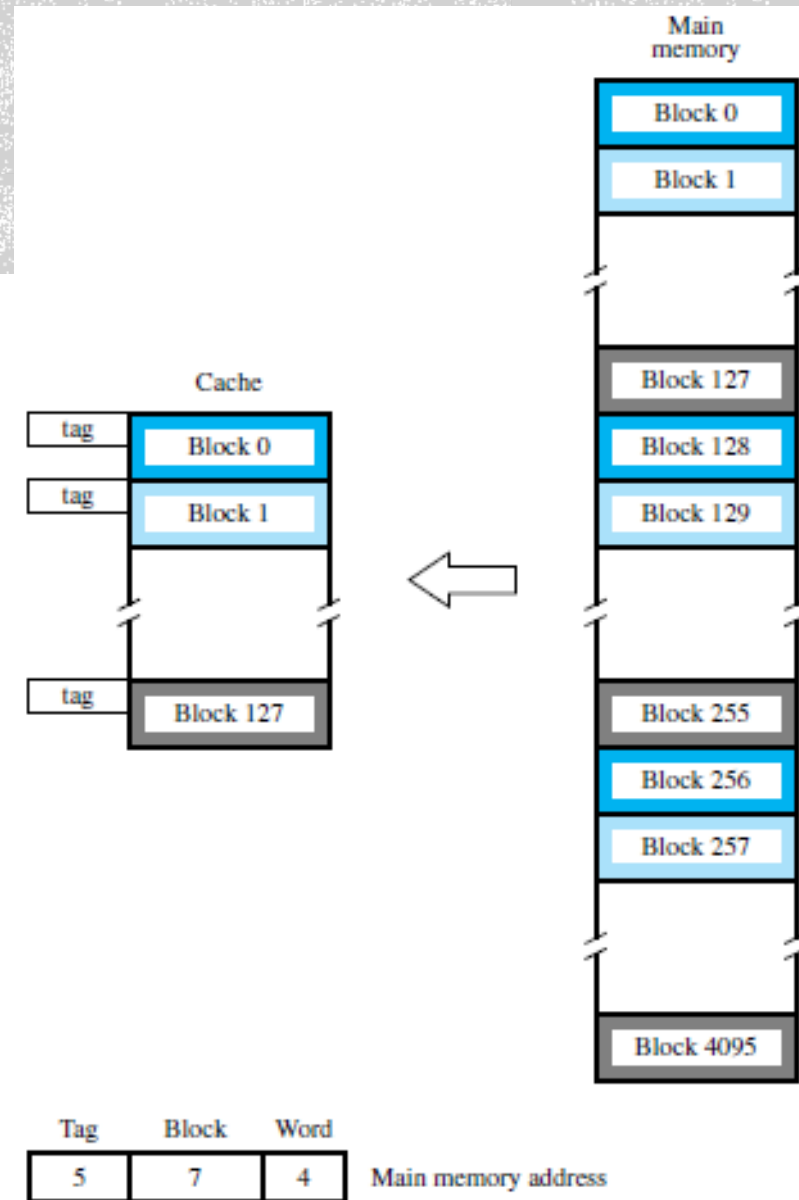 Main
memory
Block 0
Block 1
Block 127
Block 128
Block 129
Block 255
Block 256
Block 257
Block 4095
Cache
tag
Block 0
tag
Block 1
tag
Block 127
Tag Block Word
5 7 4 Main memory address